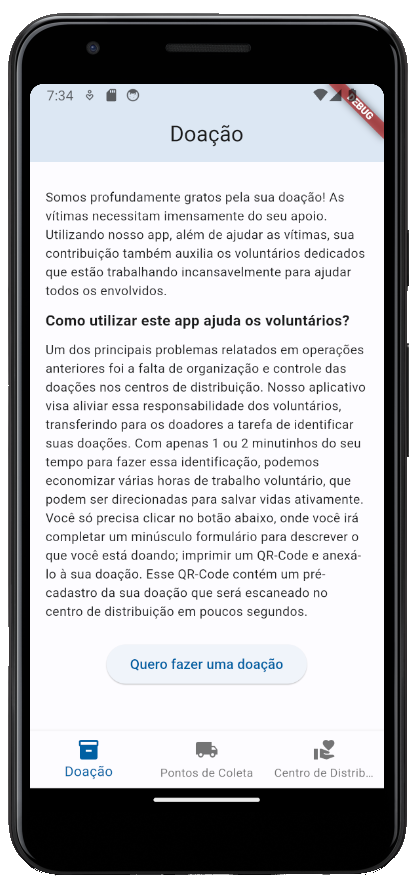 7:34
DEBUG
Doação
Somos profundamente gratos pela sua doação! As
vítimas necessitam imensamente do seu apoio.
Utilizando nosso app, além de ajudar as vítimas, sua
contribuição também auxilia os voluntários dedicados
que estão trabalhando incansavelmente para ajudar
todos os envolvidos.
Como utilizar este app ajuda os voluntários?
Um dos principais problemas relatados em operações
anteriores foi a falta de organização e controle das
doações nos centros de distribuição. Nosso aplicativo
visa aliviar essa responsabilidade dos voluntários,
transferindo para os doadores a tarefa de identificar
suas doações. Com apenas 1 ou 2 minutinhos do seu
tempo para fazer essa identificação, podemos
economizar várias horas de trabalho voluntário, que
podem ser direcionadas para salvar vidas ativamente.
Você só precisa clicar no botão abaixo, onde você irá
completar um minúsculo formulário para descrever o
que você está doando; imprimir um QR-Code e anexá-
lo à sua doação. Esse QR-Code contém um pré-
cadastro da sua doação que será escaneado no
centro de distribuição em poucos segundos.
Quero fazer uma doação
Doação
Pontos de Coleta
Centro de Distrib...